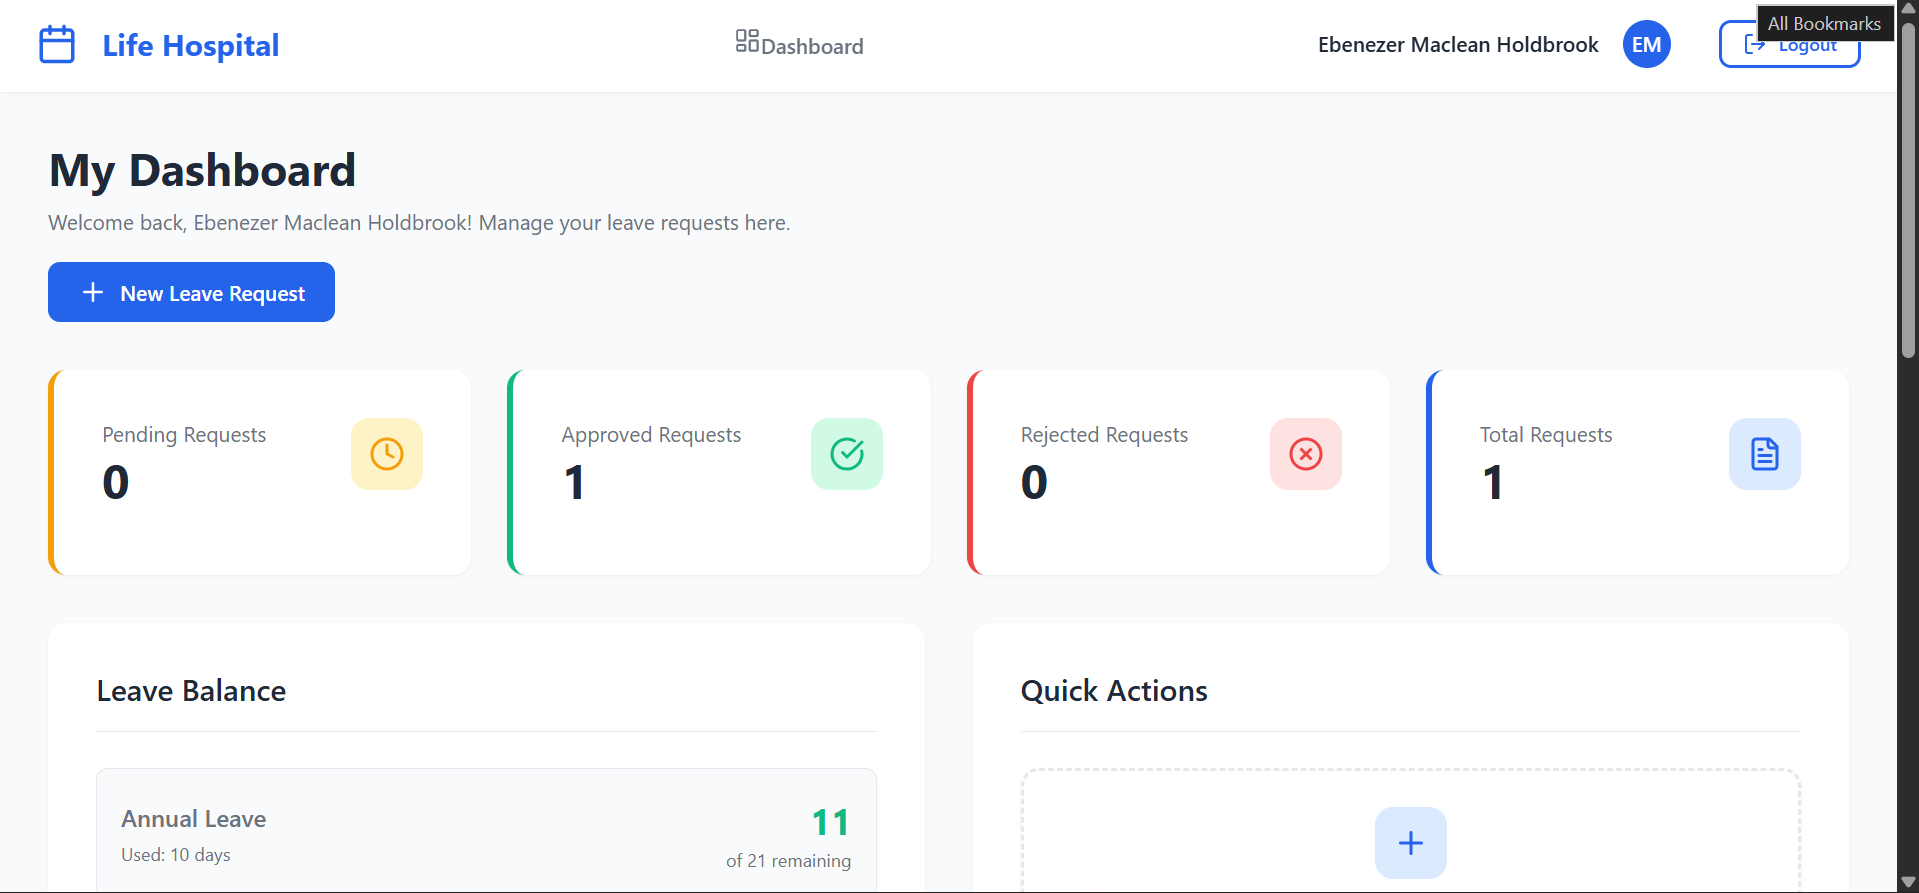 Life Hospital
Dashboard
Ebenezer Maclean Holdbrook
EM
Logout
All Bookmarks
My Dashboard
Welcome back, Ebenezer Maclean Holdbrook! Manage your leave requests here.
New Leave Request
Pending Requests
0
Approved Requests
1
Rejected Requests
0
Total Requests
1
Leave Balance
Annual Leave
Used: 10 days
11
of 21 remaining
Quick Actions